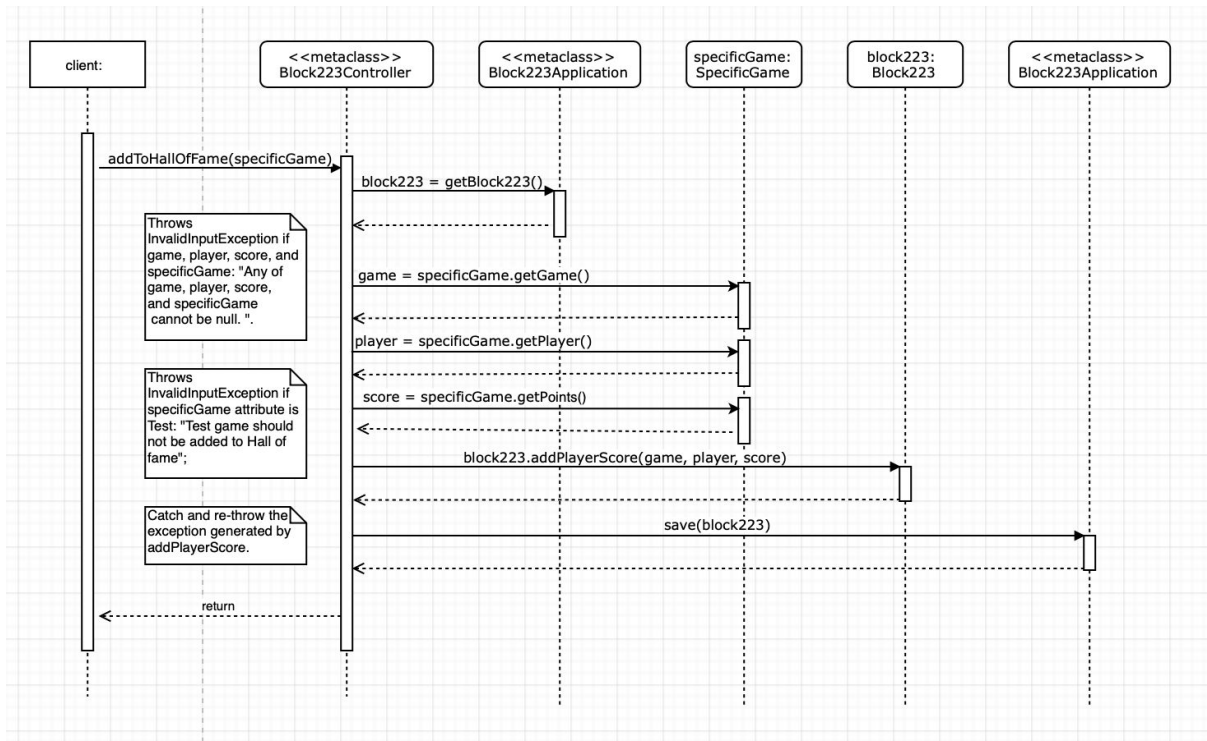 client:
<<metaclass>>
Block223Controller
<<metaclass>>
Block223Application
specificGame:
SpecificGame
block223:
Block223
<<metaclass>>
Block223Application
addToHallOfFame(specificGame)
block223 = getBlock223()
Throws
InvalidInputException if
game, player, score, and
specificGame: "Any of
game, player, score,
and specificGame
cannot be null. ".
game = specificGame.getGame()
player = specificGame.getPlayer()
Throws
InvalidInputException if
specificGame attribute is
Test: "Test game should
not be added to Hall of
fame";
score = specificGame.getPoints()
block223.addPlayerScore(game, player, score)
Catch and re-throw the
exception generated by
addPlayerScore.
save(block223)
return